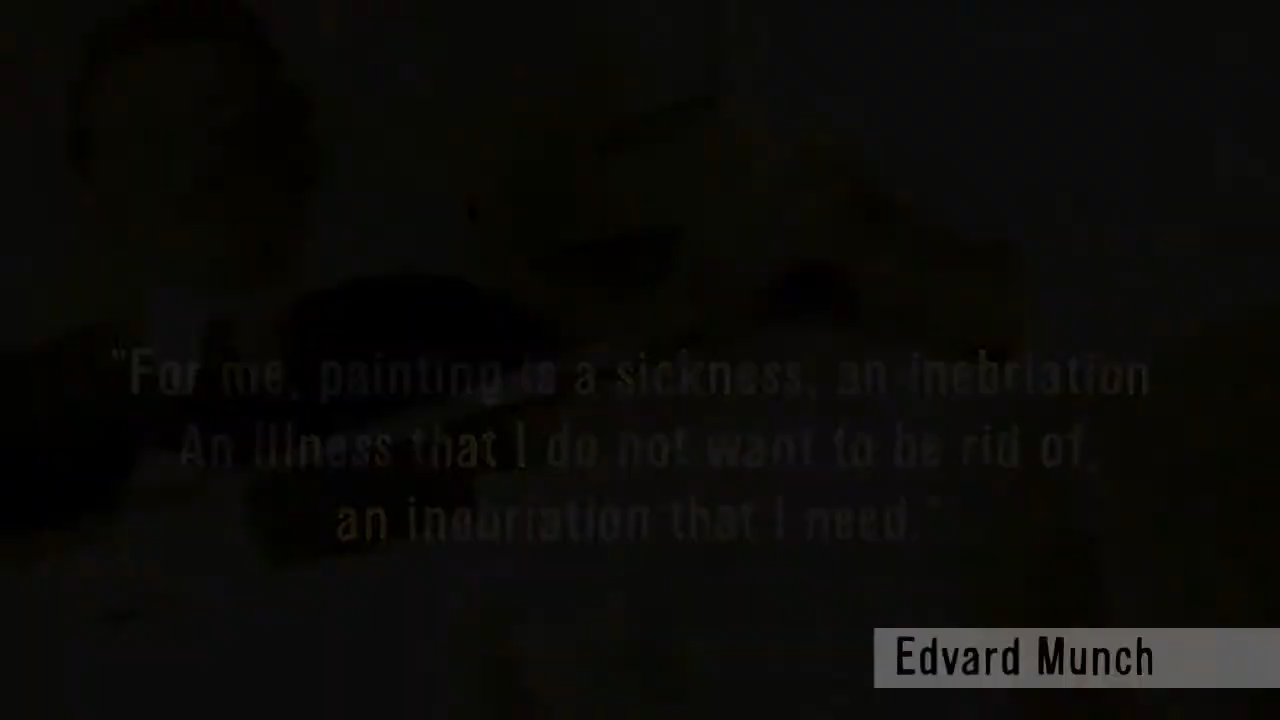 "For me, painting is a sickness, an inebriation
An illness that I do not want to be rid of,
an inebriation that I need."
Edvard Munch